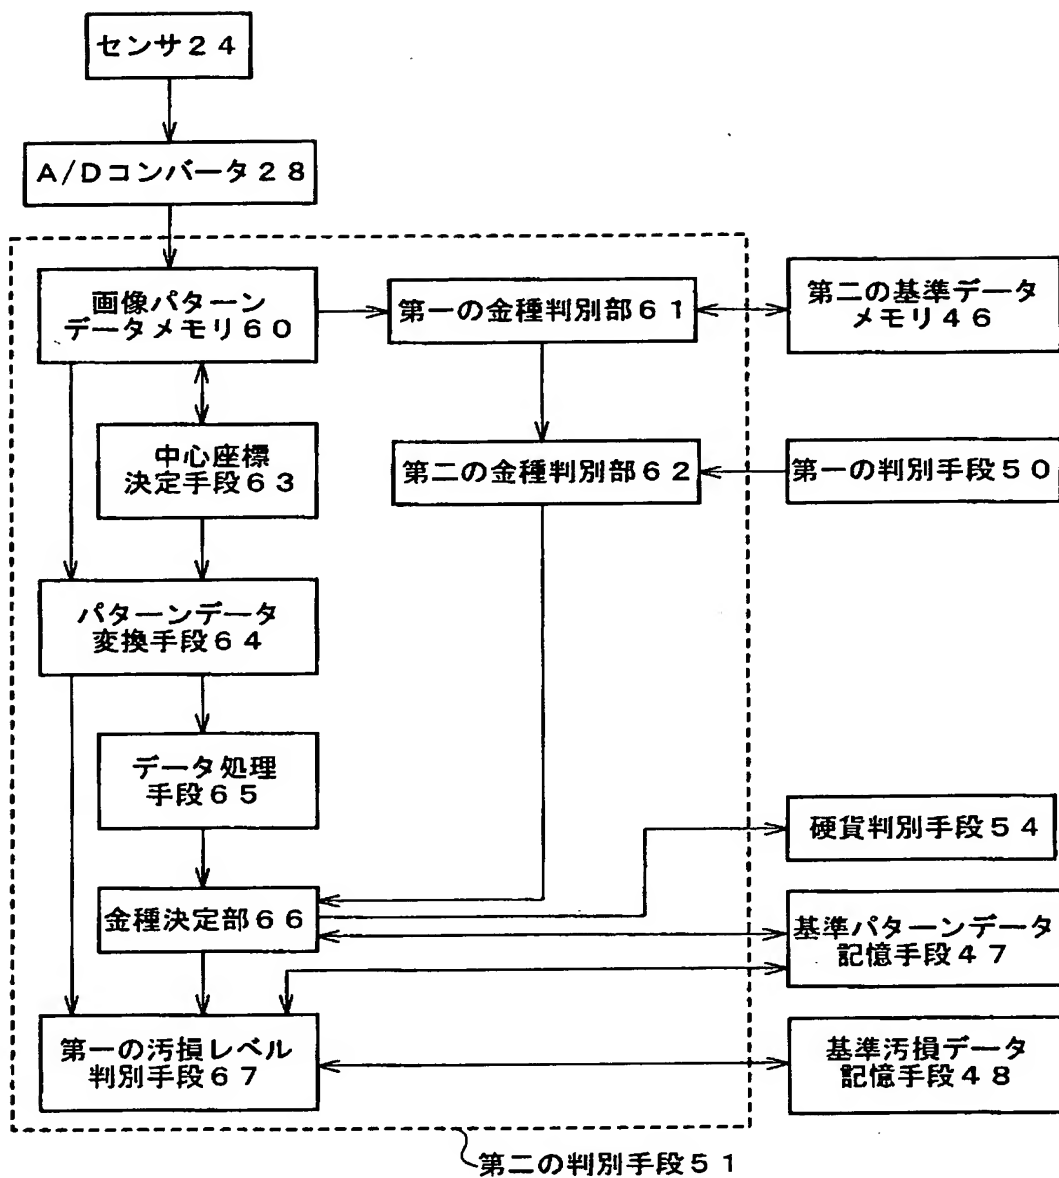 センサ２４
A/Dコンバータ２８
画像パターン
データメモリ６０
第一の金種判別部６１
第二の基準データ
メモリ４６
中心座標
決定手段６３
第二の金種判別部６２
第一の判別手段５０
パターンデータ
変換手段６４
データ処理
手段６５
硬貨判別手段５４
金種決定部６６
基準パターンデータ
記憶手段４７
第一の汚損レベル
判別手段６７
基準汚損データ
記憶手段４８
第二の判別手段５１